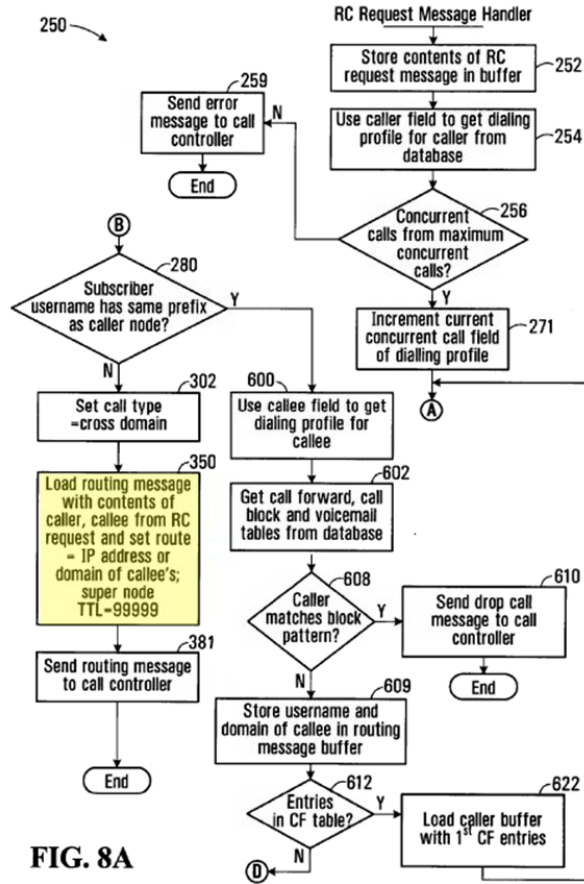 250
RC Request Message Handler
Store contents of RC
request message in buffer
252
259
Send error
message to call
controller
N
Use caller field to get
dialing profile for
caller from
database
254
End
256
Concurrent
calls from maximum
concurrent
calls?
B
280
Subscriber
username has same prefix
as caller node?
Y
Y
Increment current
concurrent call field
of dialling profile
271
N
302
Set call type
=cross domain
600
Use callee field to get
dialing profile for
callee
A
350
Load routing message
with contents of
caller, callee from RC
request and set route
= IP address or
domain of callee's;
super node
TTL=99999
602
Get call forward, call
block and voicemail
tables from database
608
Caller
matches block
pattern?
Y
610
Send drop call
message to call
controller
381
Send routing message
to call controller
N
End
609
Store username and
domain of callee in routing
message buffer
End
612
Entries
in CF table?
Y
622
Load caller buffer
with 1st CF entries
N
D
FIG. 8A